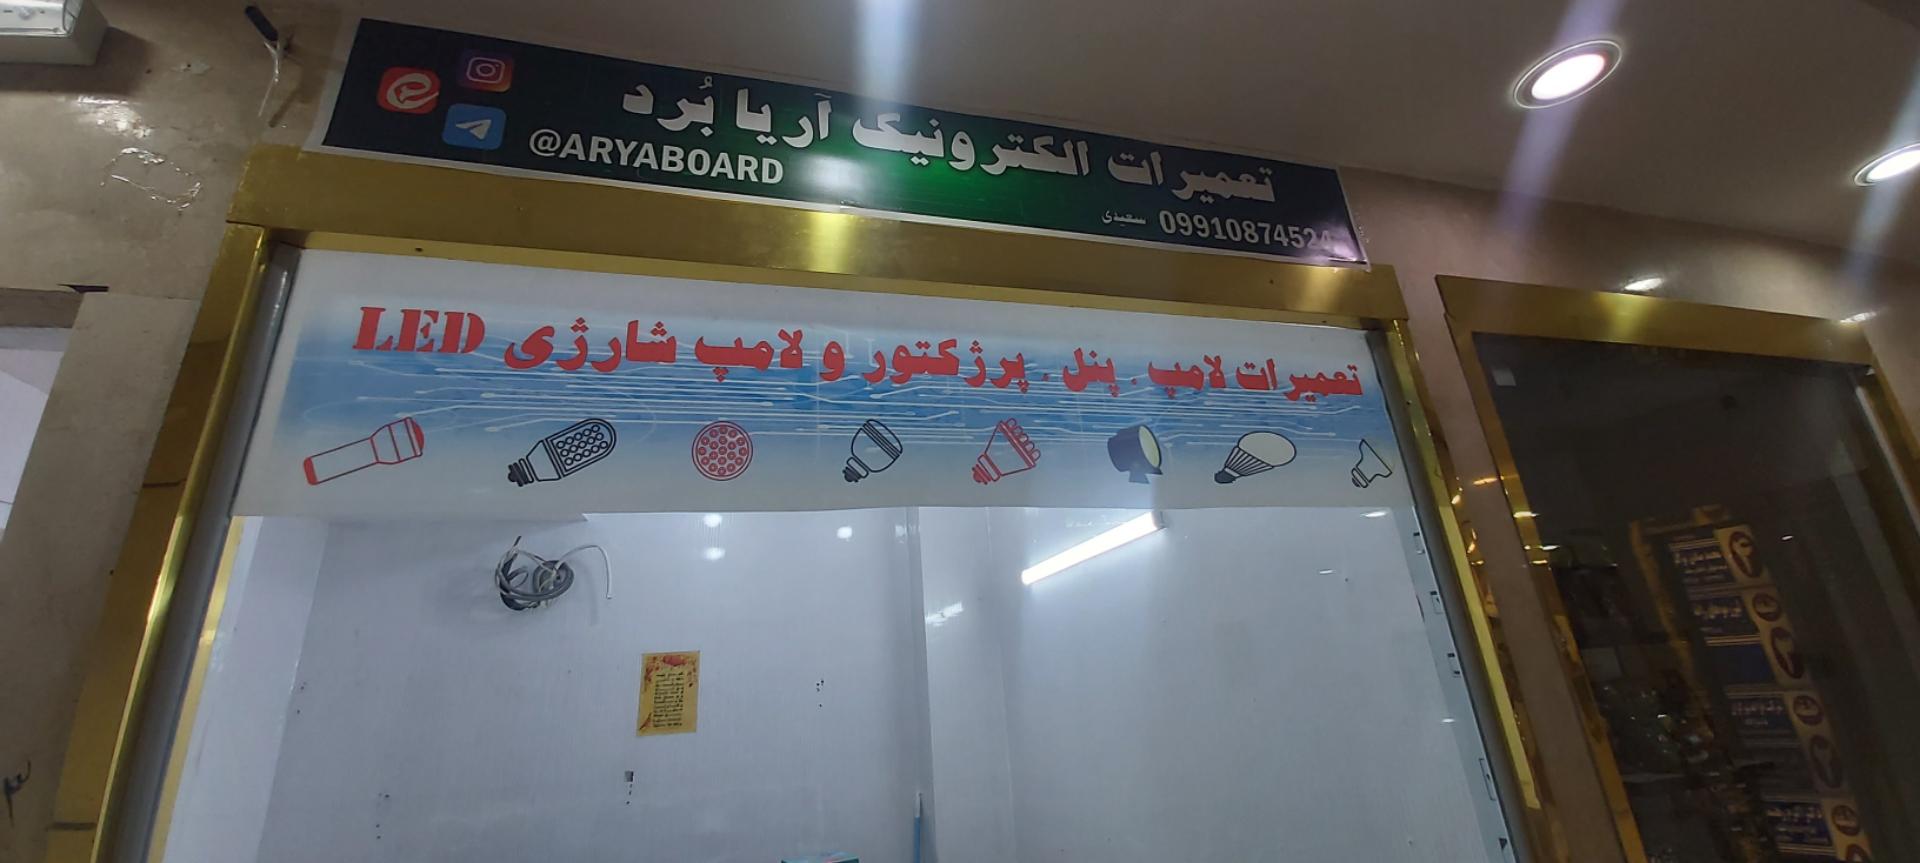 تعمیرات الکترونیک آریا بُرد
@ARYABOARD
09910874524 سعیدی
تعمیرات لامپ . پنل . پرژکتور و لامپ شارژی LED